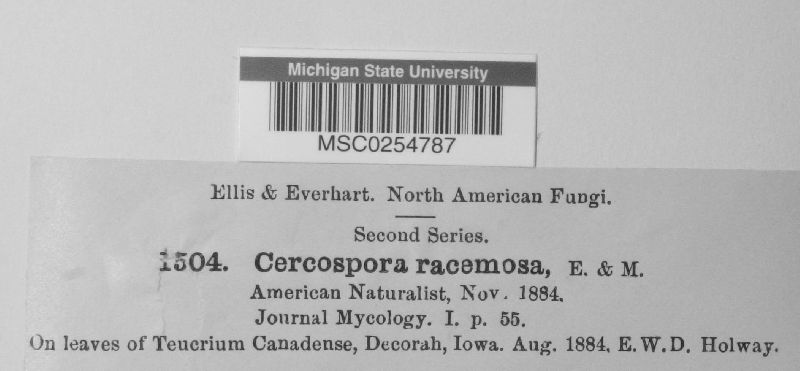 Michigan State University
MSC0254787
Ellis & Everhart. North American Fungi.
Second Series.
1504. Cercospora racemosa, E. & M.
American Naturalist, Nov. 1884.
Journal Mycology. I. p. 55.
On leaves of Teucrium Canadense, Decorah, Iowa. Aug. 1884. E. W. D. Holway.